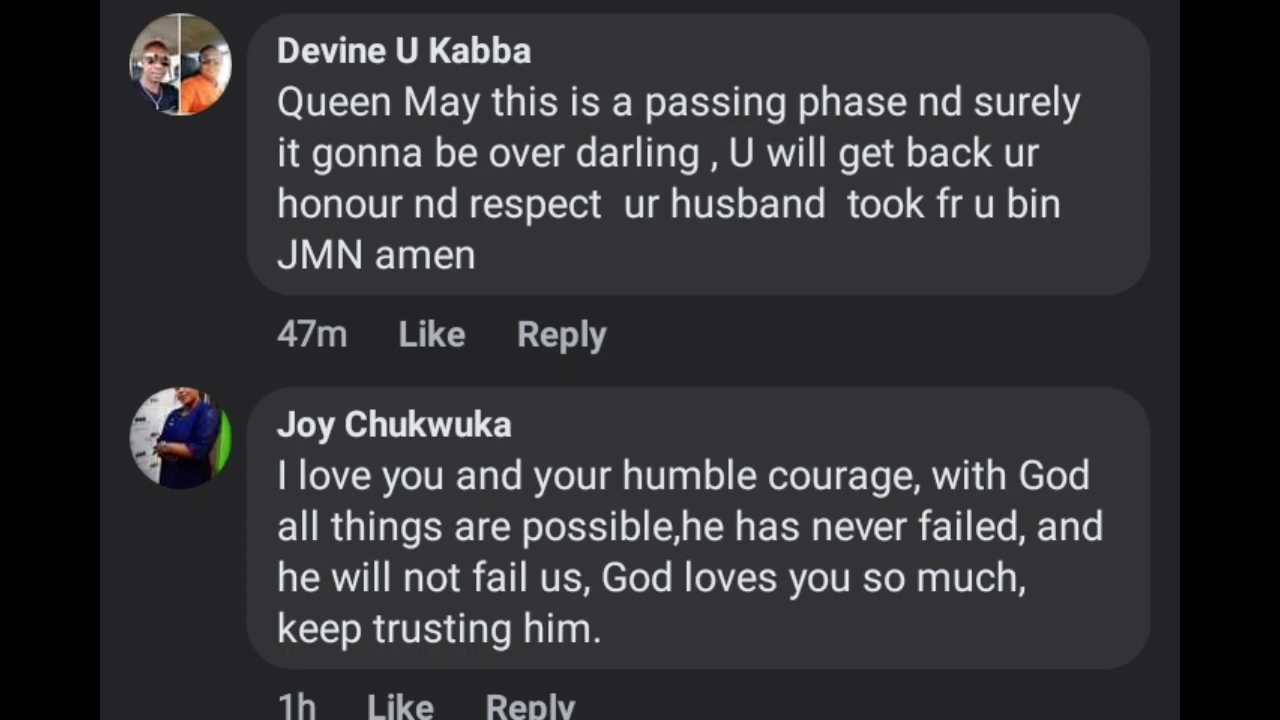 Devine U Kabba
Queen May this is a passing phase nd surely
it gonna be over darling , U will get back ur
honour nd respect  ur husband  took fr u bin
JMN amen
47m Like Reply
Joy Chukwuka
I love you and your humble courage, with God
all things are possible,he has never failed, and
he will not fail us, God loves you so much,
keep trusting him.
1h Like Reply